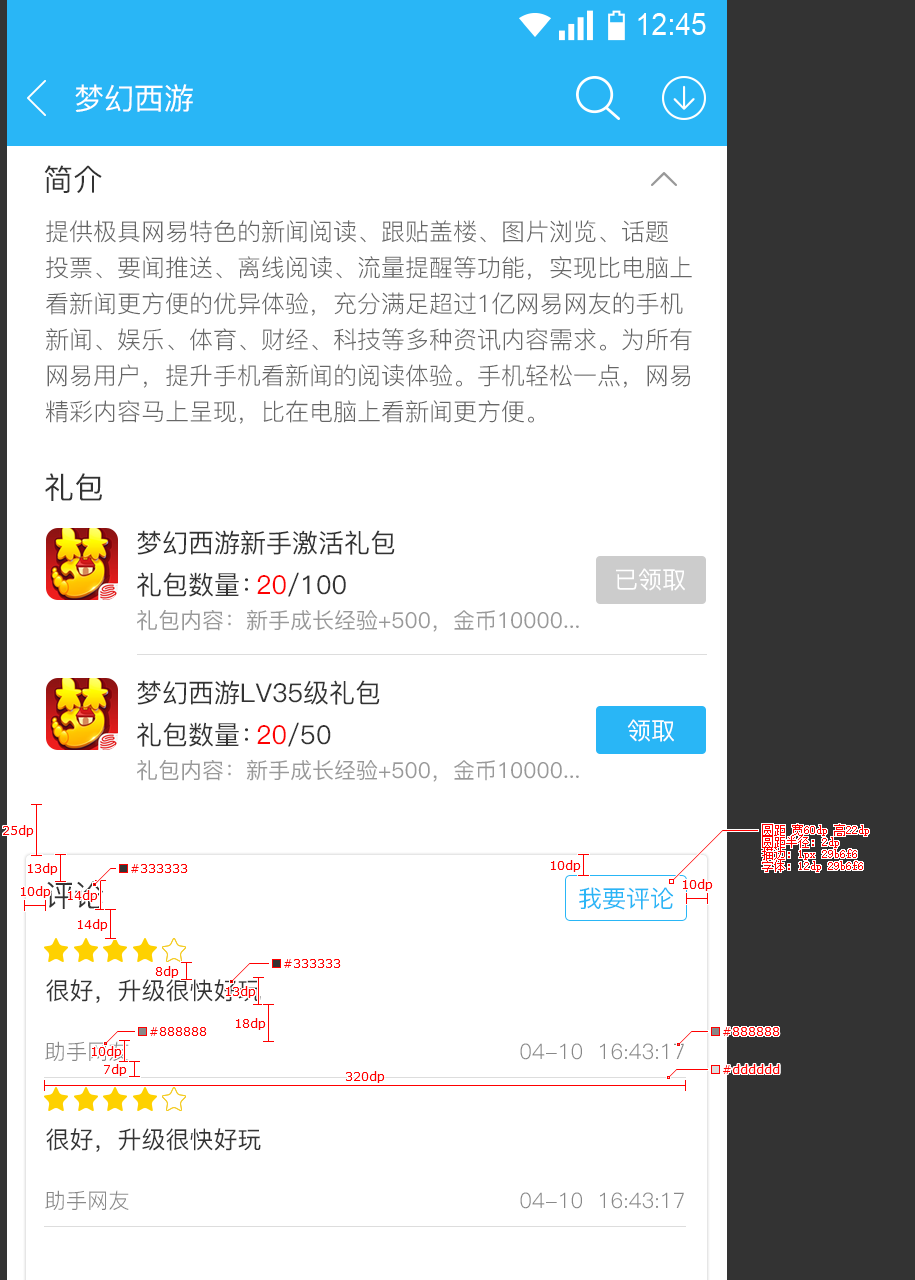 12:45
梦幻西游
简介
提供极具网易特色的新闻阅读、跟贴盖楼、图片浏览、话题
投票、要闻推送、离线阅读、流量提醒等功能，实现比电脑上
看新闻更方便的优异体验，充分满足超过1亿网易网友的手机
新闻、娱乐、体育、财经、科技等多种资讯内容需求。为所有
网易用户，提升手机看新闻的阅读体验。手机轻松一点，网易
精彩内容马上呈现，比在电脑上看新闻更方便。
礼包
梦幻西游新手激活礼包
礼包数量：20/100
已领取
礼包内容：新手成长经验+500，金币10000...
梦幻西游LV35级礼包
礼包数量：20/50
领取
礼包内容：新手成长经验+500，金币10000...
25dp
圆距 宽60dp 高22dp
圆距半径：2dp
描边：1px 29b6f6
字体：12dp 29b6f6
13dp
#333333
10dp
10dp
评论
14dp
我要评论
10dp
14dp
8dp
#333333
很好，升级很快好玩
13dp
18dp
#888888
#888888
助手网友
10dp
04-10 16:43:17
7dp
#dddddd
320dp
很好，升级很快好玩
助手网友
04-10 16:43:17